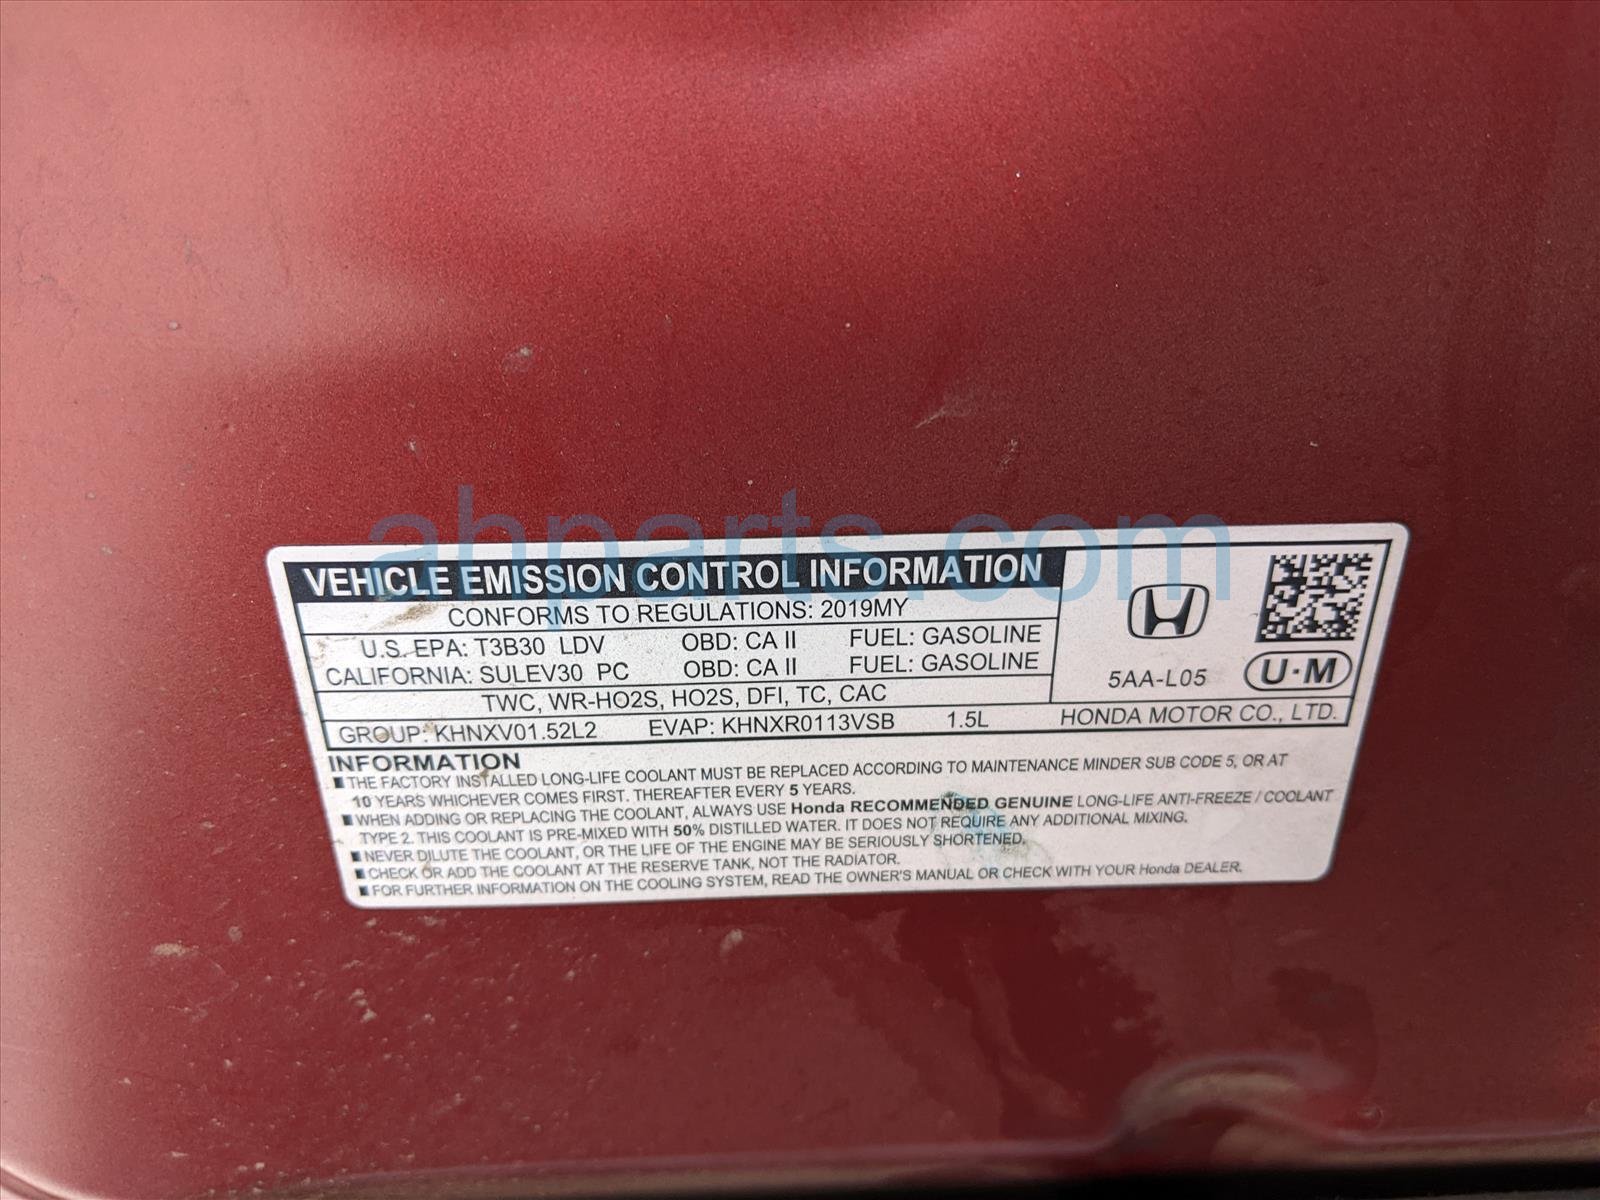 ahparts.com
VEHICLE EMISSION CONTROL INFORMATION
CONFORMS TO REGULATIONS: 2019MY
U.S. EPA: T3B30 LDV OBD: CA II FUEL: GASOLINE
CALIFORNIA: SULEV30 PC OBD: CA II FUEL: GASOLINE
TWC, WR-HO2S, HO2S, DFI, TC, CAC
GROUP: KHNXV01.52L2 EVAP: KHNXR0113VSB 1.5L
5AA-L05
U·M
HONDA MOTOR CO., LTD.
INFORMATION
■THE FACTORY INSTALLED LONG-LIFE COOLANT MUST BE REPLACED ACCORDING TO MAINTENANCE MINDER SUB CODE 5, OR AT
10 YEARS WHICHEVER COMES FIRST. THEREAFTER EVERY 5 YEARS.
■WHEN ADDING OR REPLACING THE COOLANT, ALWAYS USE Honda RECOMMENDED GENUINE LONG-LIFE ANTI-FREEZE / COOLANT
TYPE 2. THIS COOLANT IS PRE-MIXED WITH 50% DISTILLED WATER. IT DOES NOT REQUIRE ANY ADDITIONAL MIXING.
■NEVER DILUTE THE COOLANT, OR THE LIFE OF THE ENGINE MAY BE SERIOUSLY SHORTENED.
■CHECK OR ADD THE COOLANT AT THE RESERVE TANK, NOT THE RADIATOR.
■FOR FURTHER INFORMATION ON THE COOLING SYSTEM, READ THE OWNER'S MANUAL OR CHECK WITH YOUR Honda DEALER.